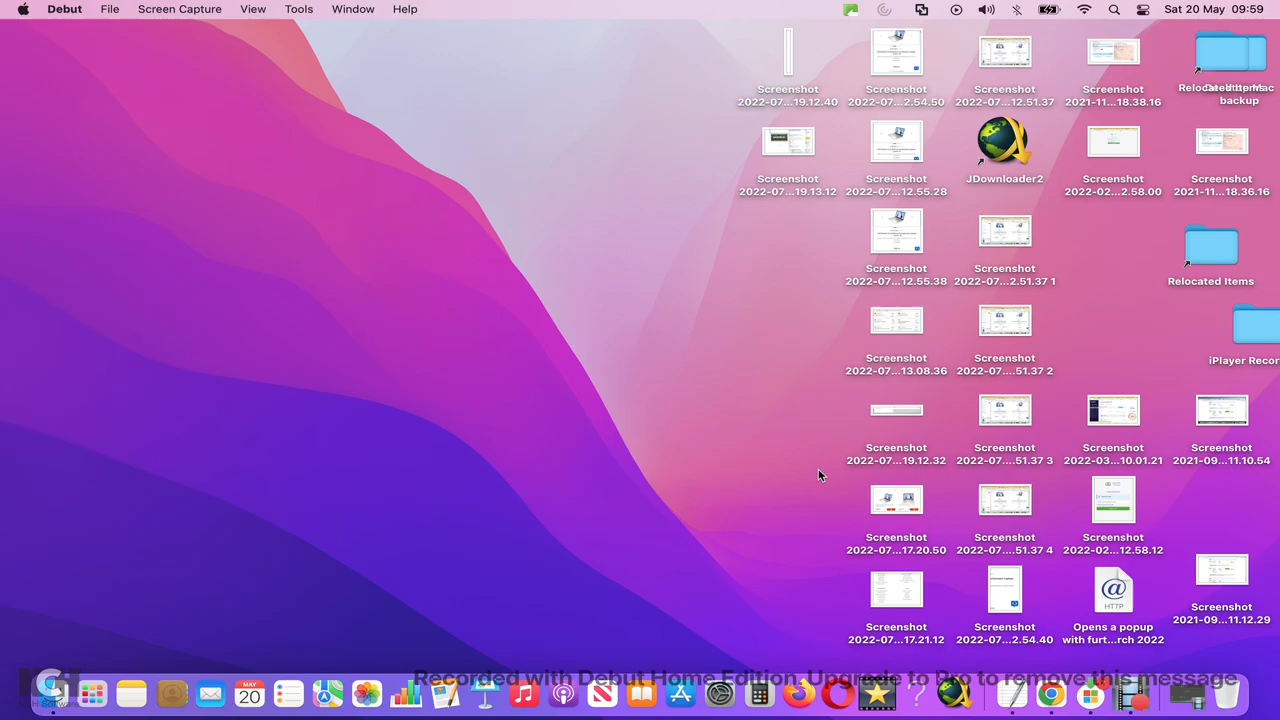 Debut File Screen Capture View Tools Window Help Sat 20 May 09:59
Screenshot
2022-07...19.12.40
Screenshot
2022-07...2.54.50
Screenshot
2022-07...12.51.37
Screenshot
2021-11...18.38.16
backup
Screenshot
2022-07...19.13.12
Screenshot
2022-07...12.55.28
JDownloader2
Screenshot
2022-02...2.58.00
Screenshot
2021-11...18.36.16
Screenshot
2022-07...12.55.38
Screenshot
2022-07...2.51.37 1
Relocated Items
Screenshot
2022-07...13.08.36
Screenshot
2022-07....51.37 2
iPlayer Recor
Screenshot
2022-07...19.12.32
Screenshot
2022-07....51.37 3
Screenshot
2022-03...10.01.21
Screenshot
2021-09...11.10.54
Screenshot
2022-07...17.20.50
Screenshot
2022-07....51.37 4
Screenshot
2022-02...12.58.12
Screenshot
2021-09...11.12.29
Screenshot
2022-07...17.21.12
Screenshot
2022-07...2.54.40
HTTP
Opens a popup
with furt...rch 2022
Recorded with Debut Home Edition. Upgrade to Pro to remove this message
MAY
20